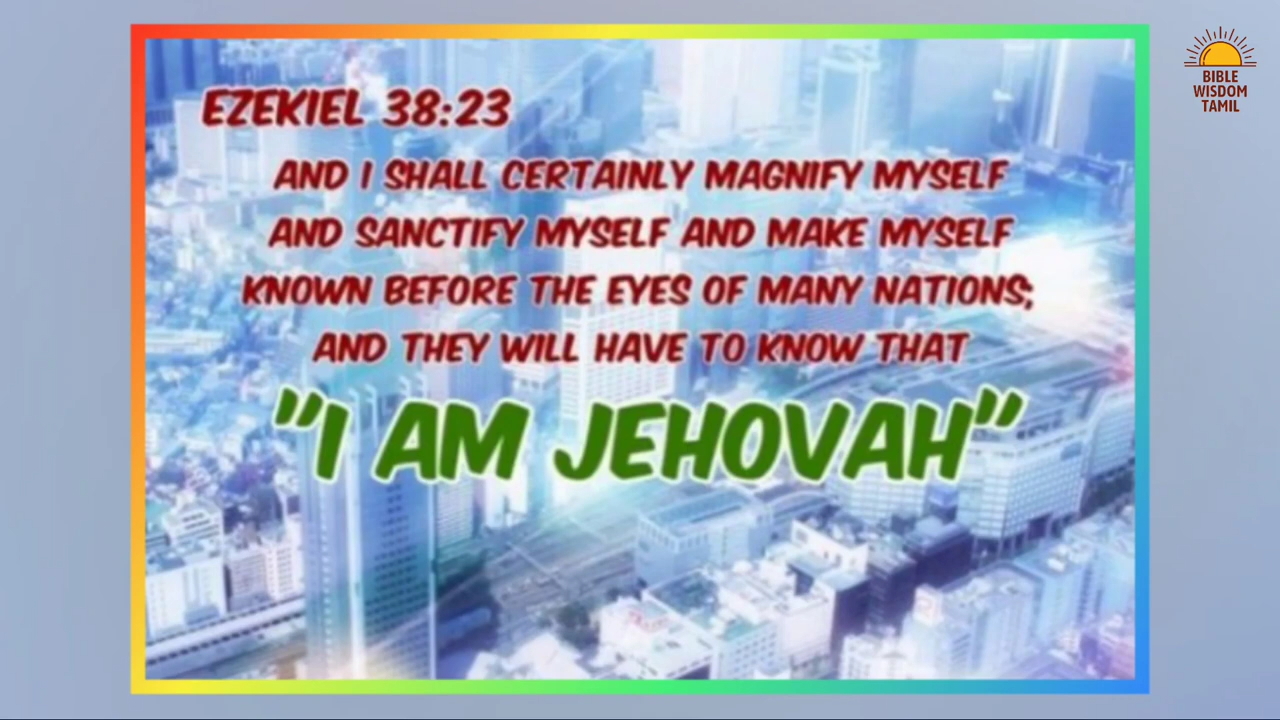 EZEKIEL 38:23
AND I SHALL CERTAINLY MAGNIFY MYSELF
AND SANCTIFY MYSELF AND MAKE MYSELF
KNOWN BEFORE THE EYES OF MANY NATIONS;
AND THEY WILL HAVE TO KNOW THAT
"I AM JEHOVAH"
BIBLE
WISDOM
TAMIL